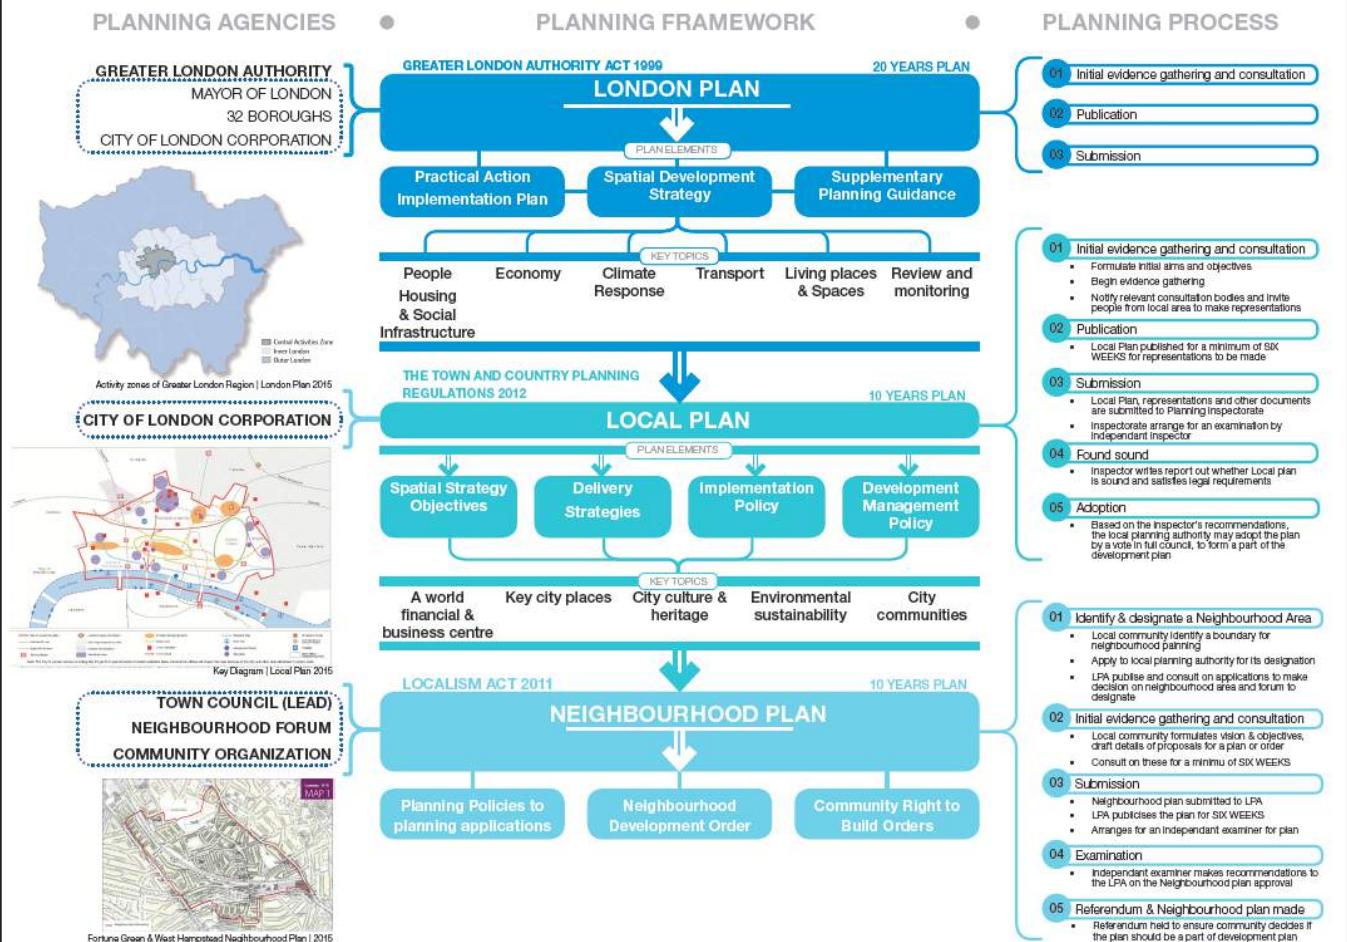 PLANNING AGENCIES
PLANNING FRAMEWORK
PLANNING PROCESS
GREATER LONDON AUTHORITY
MAYOR OF LONDON
32 BOROUGHS
CITY OF LONDON CORPORATION
Central Activities Zone
Inner London
Outer London
Activity zones of Greater London Region | London Plan 2015
CITY OF LONDON CORPORATION
Key Diagram | Local Plan 2015
TOWN COUNCIL (LEAD)
NEIGHBOURHOOD FORUM
COMMUNITY ORGANIZATION
MAP 1
Fortune Green & West Hampstead Neighbourhood Plan | 2015
GREATER LONDON AUTHORITY ACT 1999
20 YEARS PLAN
LONDON PLAN
PLAN ELEMENTS
Practical Action
Implementation Plan
Spatial Development
Strategy
Supplementary
Planning Guidance
KEY TOPICS
People
Housing
& Social
Infrastructure
Economy
Climate
Response
Transport
Living places
& Spaces
Review and
monitoring
THE TOWN AND COUNTRY PLANNING
REGULATIONS 2012
10 YEARS PLAN
LOCAL PLAN
PLAN ELEMENTS
Spatial Strategy
Objectives
Delivery
Strategies
Implementation
Policy
Development
Management
Policy
KEY TOPICS
A world
financial &
business centre
Key city places
City culture &
heritage
Environmental
sustainability
City
communities
LOCALISM ACT 2011
10 YEARS PLAN
NEIGHBOURHOOD PLAN
Planning Policies to
planning applications
Neighbourhood
Development Order
Community Right to
Build Orders
01 Initial evidence gathering and consultation
02 Publication
03 Submission
01 Initial evidence gathering and consultation
• Formulate initial aims and objectives
• Begin evidence gathering
• Notify relevant consultation bodies and invite
people from local area to make representations
02 Publication
• Local Plan published for a minimum of SIX
WEEKS for representations to be made
03 Submission
• Local Plan, representations and other documents
are submitted to Planning Inspectorate
• Inspectorate arrange for an examination by
independant inspector
04 Found sound
• Inspector writes report out whether Local plan
is sound and satisfies legal requirements
05 Adoption
• Based on the inspector's recommendations,
the local planning authority may adopt the plan
by a vote in full council, to form a part of the
development plan
01 Identify & designate a Neighbourhood Area
• Local community identify a boundary for
neighbourhood palnning
• Apply to local planning authority for its designation
• LPA publise and consult on applications to make
decision on neighbourhood area and forum to
designate
02 Initial evidence gathering and consultation
• Local community formulates vision & objectives,
draft details of proposals for a plan or order
• Consult on these for a minimu of SIX WEEKS
03 Submission
• Neighbourhood plan submitted to LPA
• LPA publicises the plan for SIX WEEKS
• Arranges for an independant examiner for plan
04 Examination
• Independant examiner makes recommendations to
the LPA on the Neighbourhood plan approval
05 Referendum & Neighbourhood plan made
• Referendum held to ensure community decides if
the plan should be a part of development plan